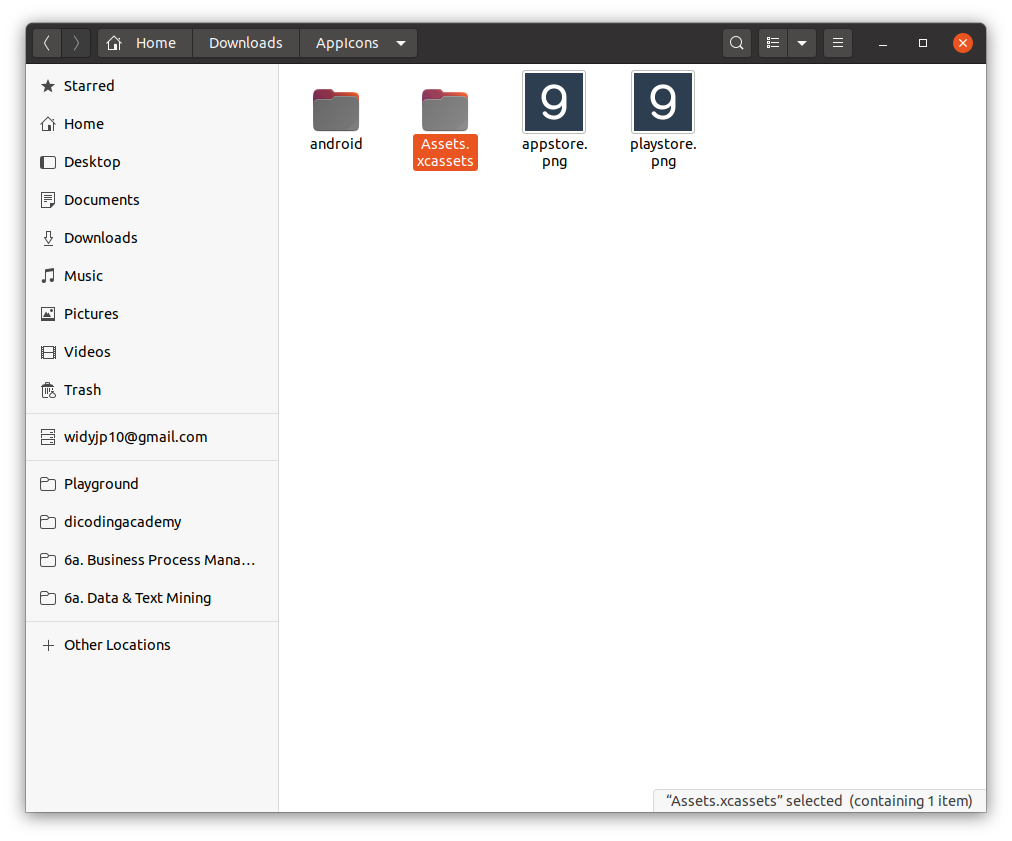 Home Downloads AppIcons
Starred
Home
Desktop
Documents
Downloads
Music
Pictures
Videos
Trash
widyjp10@gmail.com
Playground
dicodingacademy
6a. Business Process Mana…
6a. Data & Text Mining
Other Locations
android
Assets.
xcassets
g
appstore.
png
g
playstore.
png
“Assets.xcassets” selected (containing 1 item)